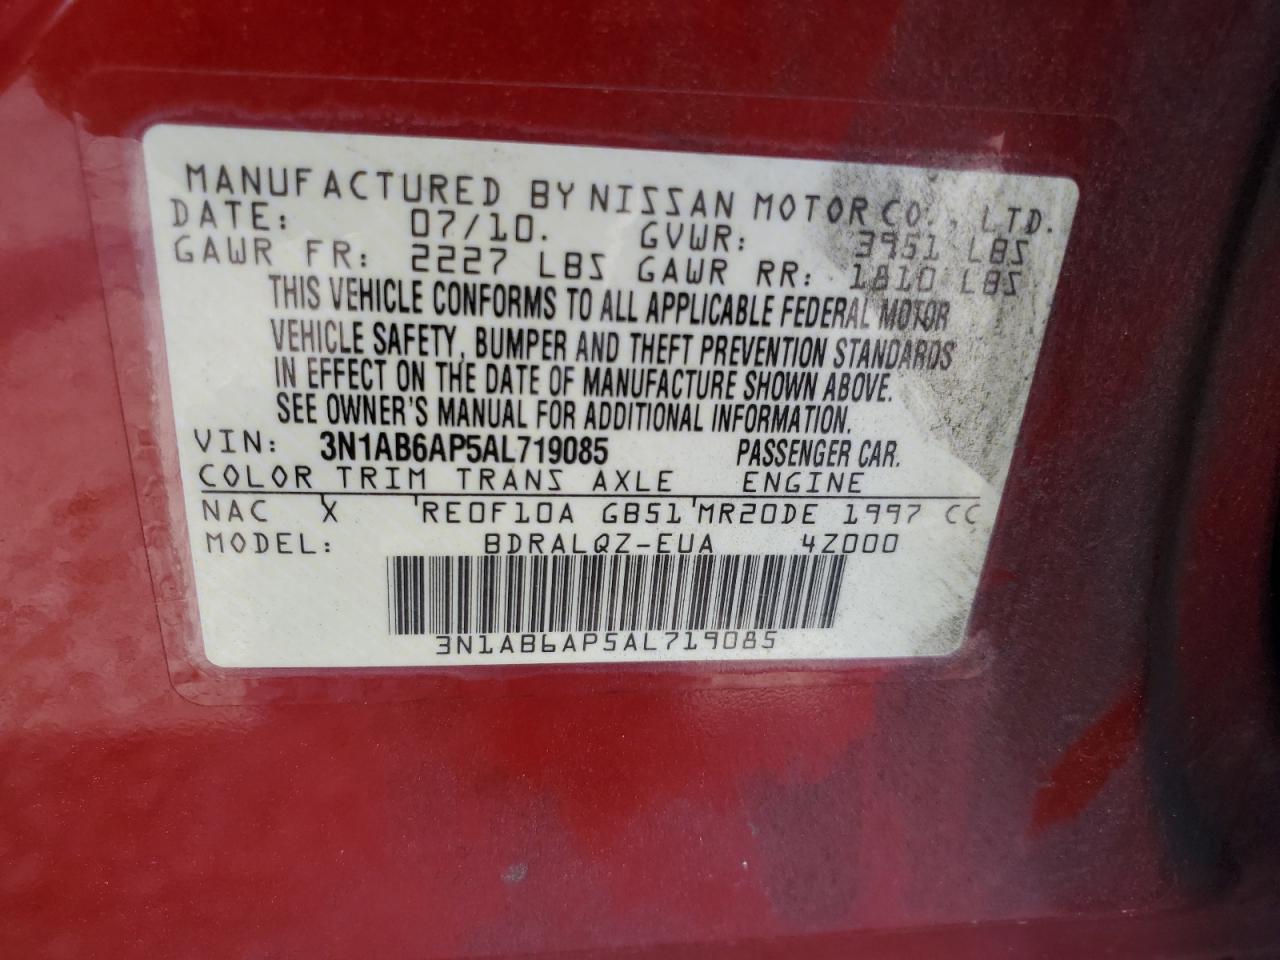 MANUFACTURED BY NISSAN MOTOR CO., LTD.
DATE: 07/10. GVWR: 3951 LBS
GAWR FR: 2227 LBS GAWR RR: 1810 LBS
THIS VEHICLE CONFORMS TO ALL APPLICABLE FEDERAL MOTOR
VEHICLE SAFETY, BUMPER AND THEFT PREVENTION STANDARDS
IN EFFECT ON THE DATE OF MANUFACTURE SHOWN ABOVE.
SEE OWNER'S MANUAL FOR ADDITIONAL INFORMATION.
VIN: 3N1AB6AP5AL719085 PASSENGER CAR.
COLOR TRIM TRANS AXLE ENGINE
NAC X RE0F10A GB51 MR20DE 1997 CC
MODEL: BDRALQZ-EUA 4Z000
3N1AB6AP5AL719085